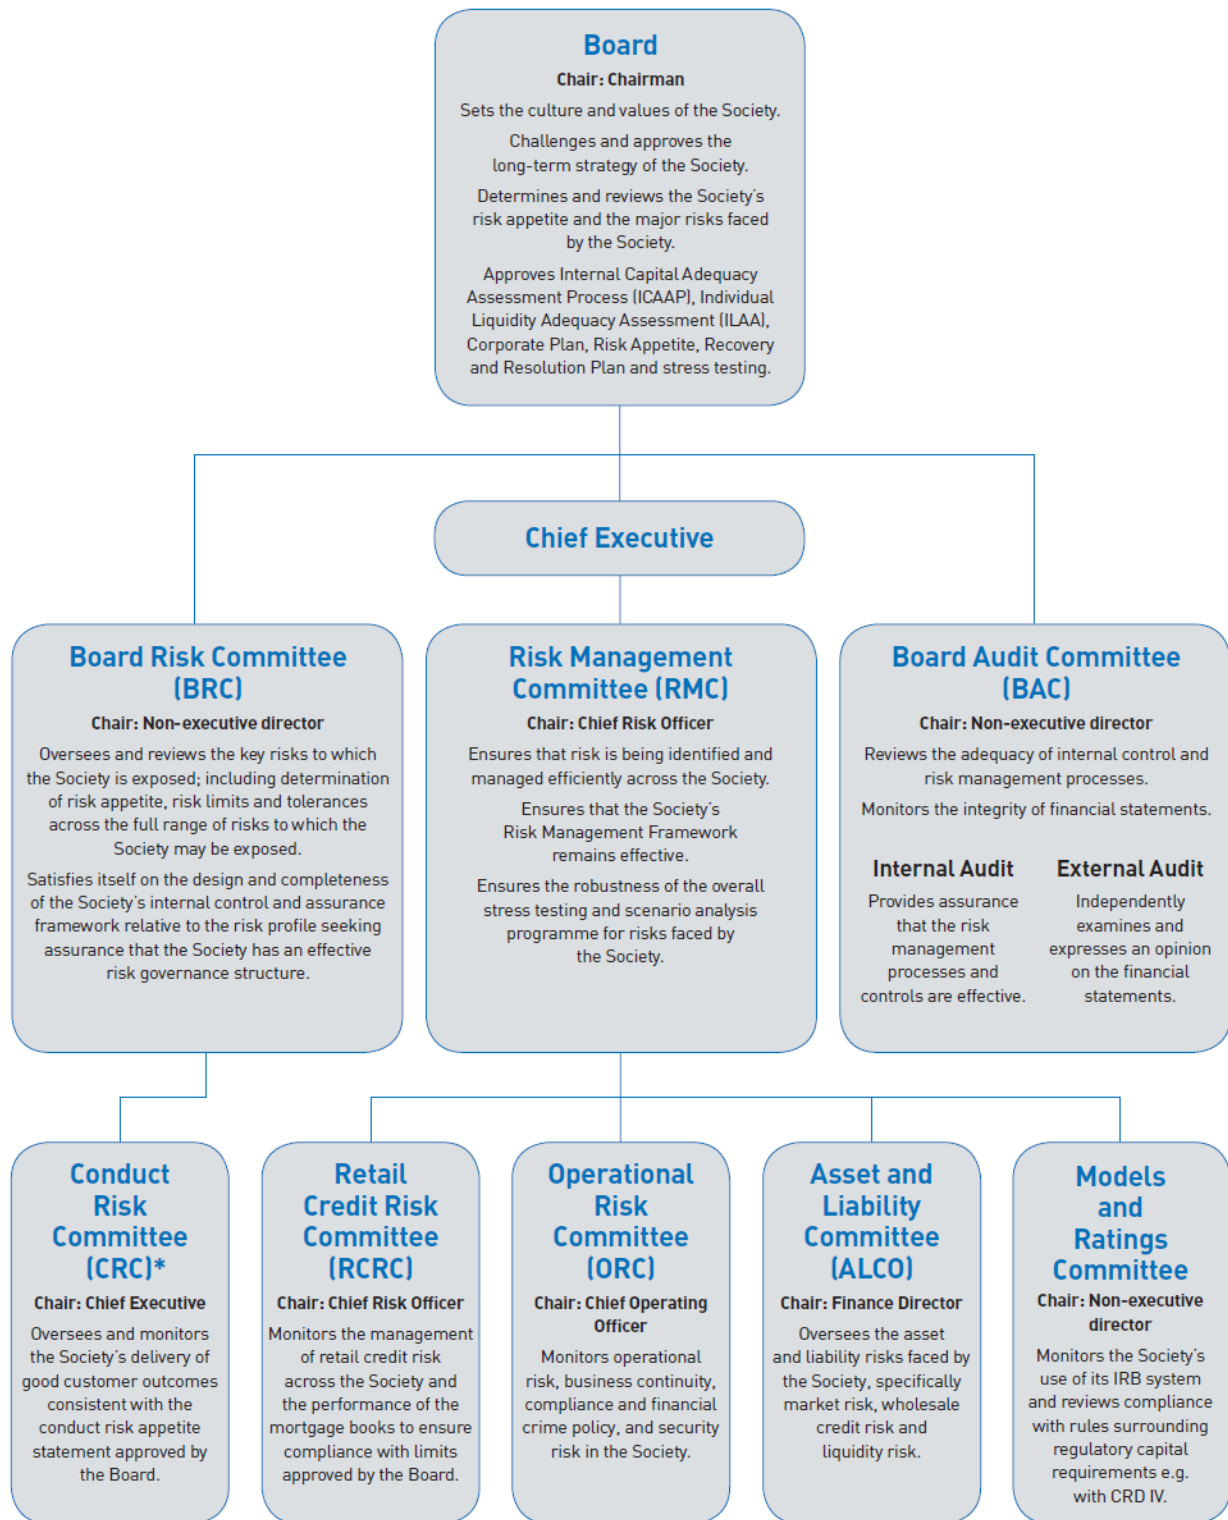 Board
Chair: Chairman
Sets the culture and values of the Society.
Challenges and approves the
long-term strategy of the Society.
Determines and reviews the Society's
risk appetite and the major risks faced
by the Society.
Approves Internal Capital Adequacy
Assessment Process (ICAAP), Individual
Liquidity Adequacy Assessment (ILAA),
Corporate Plan, Risk Appetite, Recovery
and Resolution Plan and stress testing.
Chief Executive
Board Risk Committee
(BRC)
Chair: Non-executive director
Oversees and reviews the key risks to which
the Society is exposed; including determination
of risk appetite, risk limits and tolerances
across the full range of risks to which the
Society may be exposed.
Satisfies itself on the design and completeness
of the Society's internal control and assurance
framework relative to the risk profile seeking
assurance that the Society has an effective
risk governance structure.
Risk Management
Committee (RMC)
Chair: Chief Risk Officer
Ensures that risk is being identified and
managed efficiently across the Society.
Ensures that the Society's
Risk Management Framework
remains effective.
Ensures the robustness of the overall
stress testing and scenario analysis
programme for risks faced by
the Society.
Board Audit Committee
(BAC)
Chair: Non-executive director
Reviews the adequacy of internal control and
risk management processes.
Monitors the integrity of financial statements.
Internal Audit
Provides assurance
that the risk
management
processes and
controls are effective.
External Audit
Independently
examines and
expresses an opinion
on the financial
statements.
Conduct
Risk
Committee
(CRC)*
Chair: Chief Executive
Oversees and monitors
the Society's delivery of
good customer outcomes
consistent with the
conduct risk appetite
statement approved by
the Board.
Retail
Credit Risk
Committee
(RCRC)
Chair: Chief Risk Officer
Monitors the management
of retail credit risk
across the Society and
the performance of the
mortgage books to ensure
compliance with limits
approved by the Board.
Operational
Risk
Committee
(ORC)
Chair: Chief Operating
Officer
Monitors operational
risk, business continuity,
compliance and financial
crime policy, and security
risk in the Society.
Asset and
Liability
Committee
(ALCO)
Chair: Finance Director
Oversees the asset
and liability risks faced by
the Society, specifically
market risk, wholesale
credit risk and
liquidity risk.
Models
and
Ratings
Committee
Chair: Non-executive
director
Monitors the Society's
use of its IRB system
and reviews compliance
with rules surrounding
regulatory capital
requirements e.g.
with CRD IV.